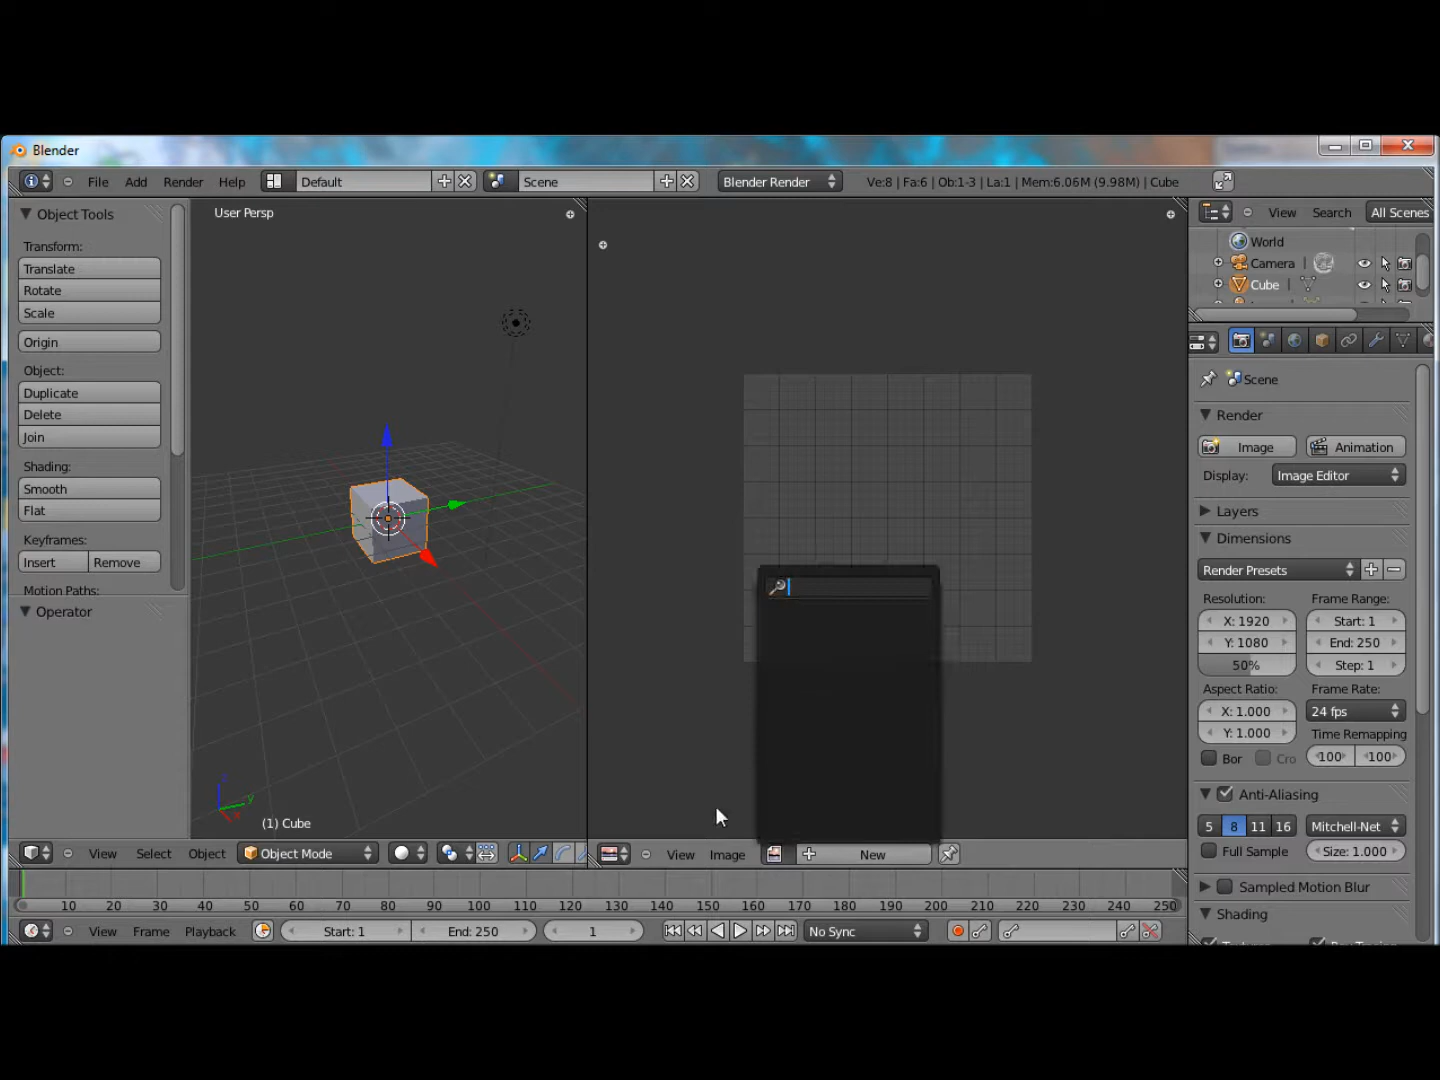 Blender
File Add Render Help Default Scene Blender Render Ve:8 | Fa:6 | Ob:1-3 | La:1 | Mem:6.06M (9.98M) | Cube
Object Tools
Transform:
Translate
Rotate
Scale
Origin
Object:
Duplicate
Delete
Join
Shading:
Smooth
Flat
Keyframes:
Insert Remove
Motion Paths:
Operator
User Persp
(1) Cube
View Select Object Object Mode
View Image New
View Search All Scenes
World
Camera
Cube
Scene
Render
Image Animation
Display: Image Editor
Layers
Dimensions
Render Presets
Resolution: Frame Range:
X: 1920 Start: 1
Y: 1080 End: 250
50% Step: 1
Aspect Ratio: Frame Rate:
X: 1.000 24 fps
Y: 1.000 Time Remapping
Bor Cro 100 100
Anti-Aliasing
5 8 11 16 Mitchell-Net
Full Sample Size: 1.000
Sampled Motion Blur
Shading
0 10 20 30 40 50 60 70 80 90 100 110 120 130 140 150 160 170 180 190 200 210 220 230 240 250
View Frame Playback Start: 1 End: 250 1 No Sync